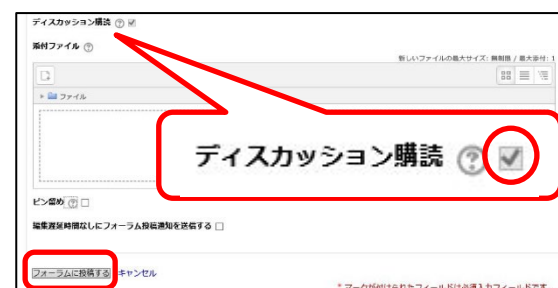 ディスカッション購読
添付ファイル
新しいファイルの最大サイズ: 無制限 / 最大添付: 1
ファイル
ディスカッション購読
ピン留め
編集遅延時間なしにフォーラム投稿通知を送信する
フォーラムに投稿する キャンセル
* マークが付けられたフィールドは必須入力フィールドです